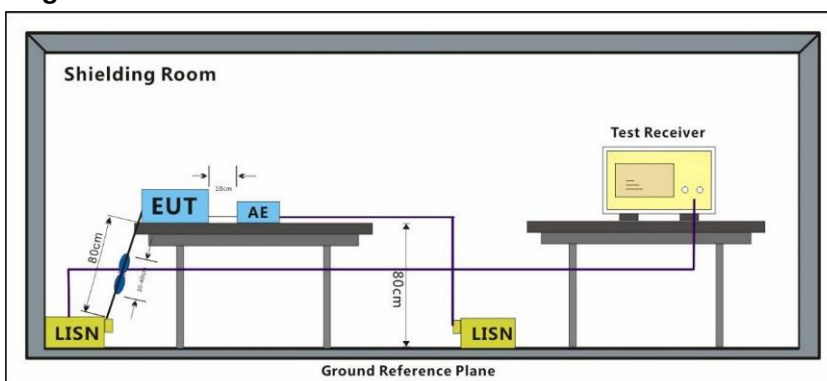 Shielding Room
Test Receiver
10cm
EUT
AE
80cm
80cm
LISN
LISN
Ground Reference Plane